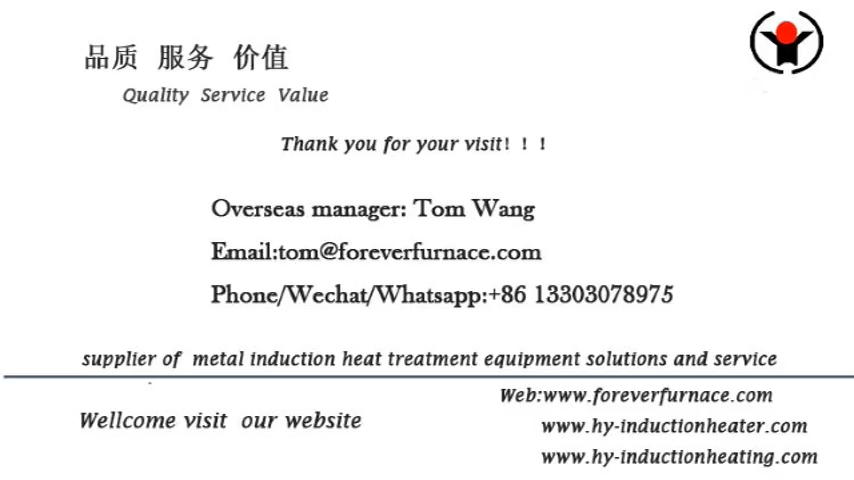 品质 服务 价值
Quality Service Value
Thank you for your visit！！！
Overseas manager: Tom Wang
Email:tom@foreverfurnace.com
Phone/Wechat/Whatsapp:+86 13303078975
supplier of metal induction heat treatment equipment solutions and service
Wellcome visit our website
Web:www.foreverfurnace.com
www.hy-inductionheater.com
www.hy-inductionheating.com